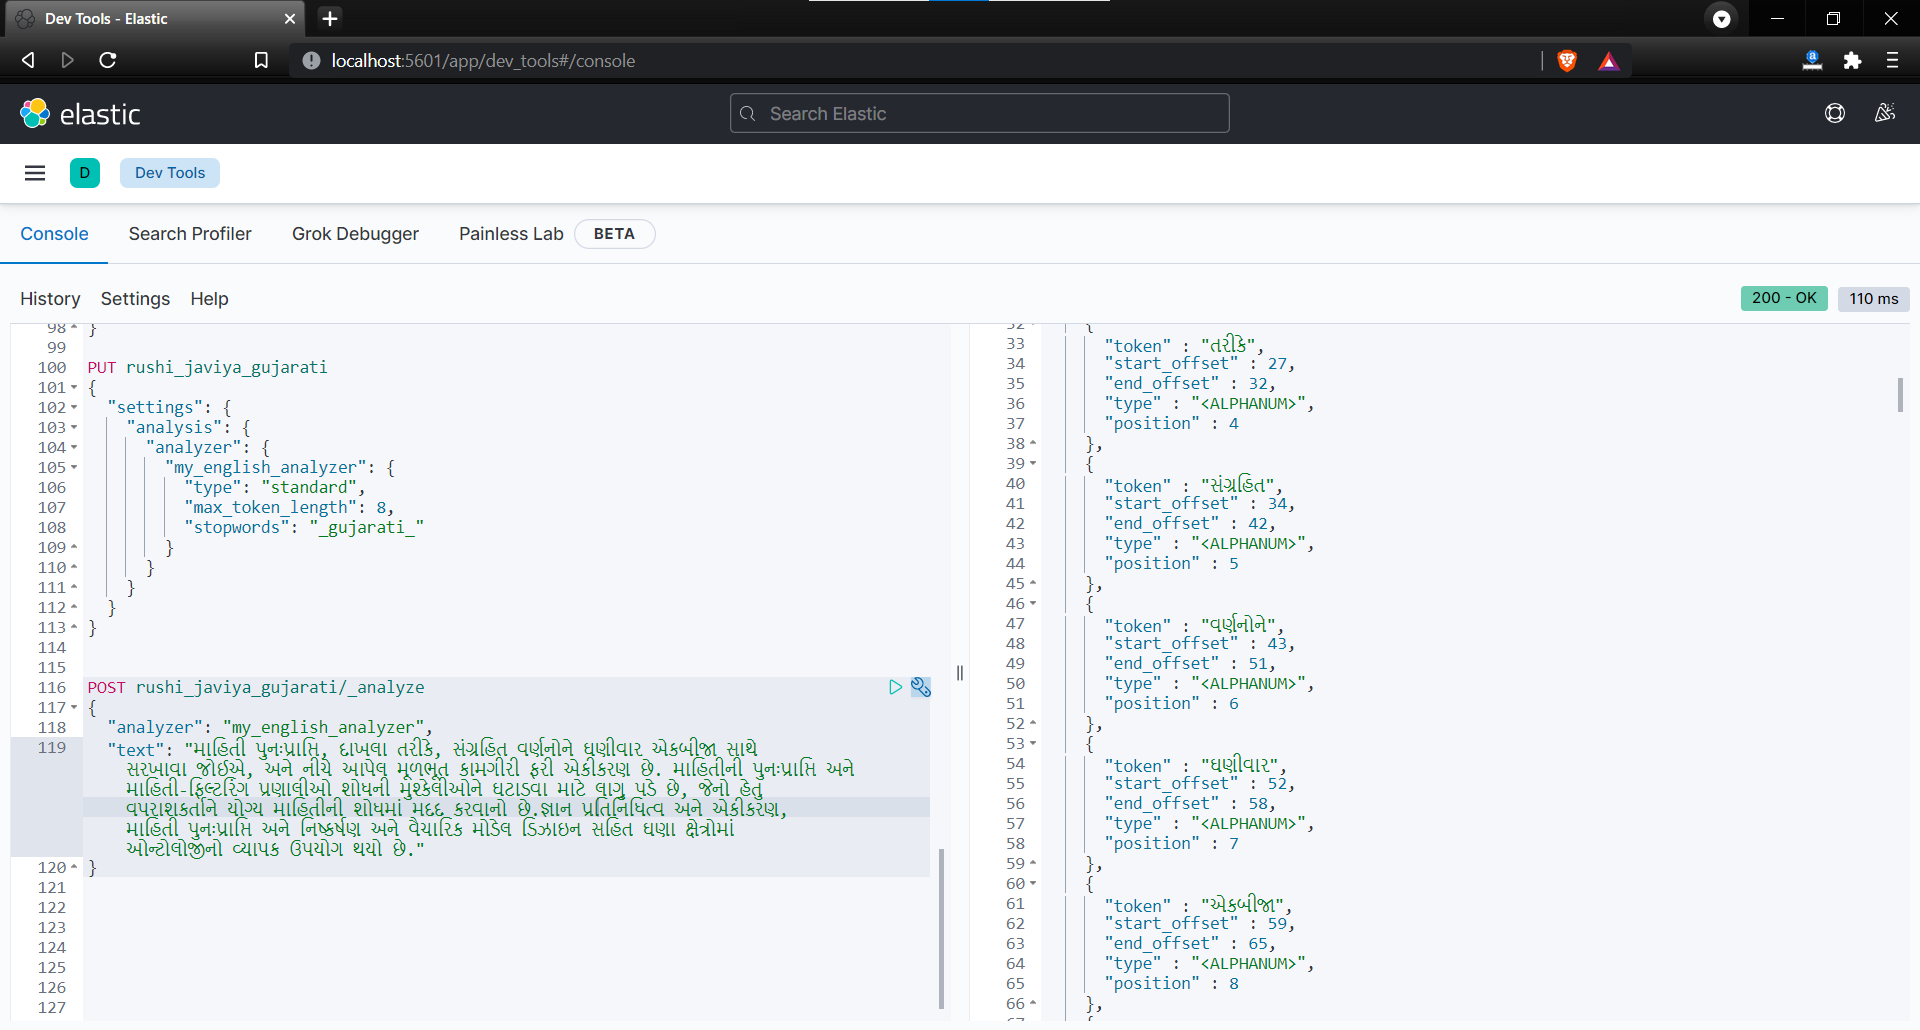 Dev Tools - Elastic
localhost:5601/app/dev_tools#/console
elastic
Search Elastic
D
Dev Tools
Console
Search Profiler
Grok Debugger
Painless Lab
BETA
History
Settings
Help
200 - OK
110 ms
98 }
99
100 PUT rushi_javiya_gujarati
101 {
102 "settings": {
103 "analysis": {
104 "analyzer": {
105 "my_english_analyzer": {
106 "type": "standard",
107 "max_token_length": 8,
108 "stopwords": "_gujarati_"
109 }
110 }
111 }
112 }
113 }
114
115
116 POST rushi_javiya_gujarati/_analyze
117 {
118 "analyzer": "my_english_analyzer",
119 "text": "માહિતી પુનઃપ્રાપ્તિ, દાખલા તરીકે, સંગ્રહિત વર્ણનોને ઘણીવાર એકબીજા સાથે
સરખાવા જોઈએ, અને નીચે આપેલ મૂળભૂત કામગીરી ફરી એકીકરણ છે. માહિતીની પુનઃપ્રાપ્તિ અને
માહિતી-ફિલ્ટરિંગ પ્રણાલીઓ શોધની મુશ્કેલીઓને ઘટાડવા માટે લાગુ પડે છે, જેનો હેતુ
વપરાશકર્તાને યોગ્ય માહિતીની શોધમાં મદદ કરવાનો છે.જ્ઞાન પ્રતિનિધિત્વ અને એકીકરણ,
માહિતી પુનઃપ્રાપ્તિ અને નિષ્કર્ષણ અને વૈચારિક મોડેલ ડિઝાઇન સહિત ઘણા ક્ષેત્રોમાં
ઓન્ટોલોજીનો વ્યાપક ઉપયોગ થયો છે."
120 }
121
122
123
124
125
126
127
32 {
33 "token" : "તરીકે",
34 "start_offset" : 27,
35 "end_offset" : 32,
36 "type" : "<ALPHANUM>",
37 "position" : 4
38 },
39 {
40 "token" : "સંગ્રહિત",
41 "start_offset" : 34,
42 "end_offset" : 42,
43 "type" : "<ALPHANUM>",
44 "position" : 5
45 },
46 {
47 "token" : "વર્ણનોને",
48 "start_offset" : 43,
49 "end_offset" : 51,
50 "type" : "<ALPHANUM>",
51 "position" : 6
52 },
53 {
54 "token" : "ઘણીવાર",
55 "start_offset" : 52,
56 "end_offset" : 58,
57 "type" : "<ALPHANUM>",
58 "position" : 7
59 },
60 {
61 "token" : "એકબીજા",
62 "start_offset" : 59,
63 "end_offset" : 65,
64 "type" : "<ALPHANUM>",
65 "position" : 8
66 },